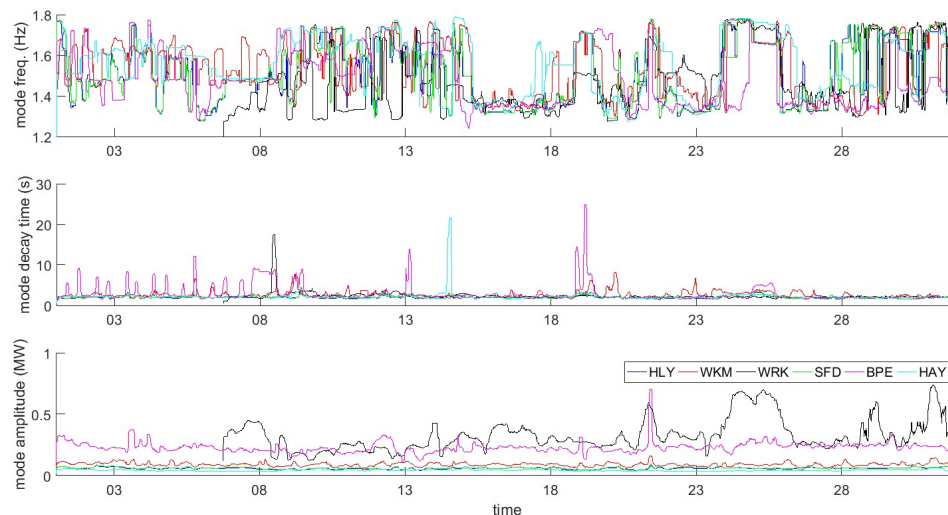 mode freq. (Hz)
1.8
1.6
1.4
1.2
03 08 13 18 23 28
mode decay time (s)
30
20
10
0
03 08 13 18 23 28
mode amplitude (MW)
1
0.5
0
HLY WKM WRK SFD BPE HAY
03 08 13 18 23 28
time